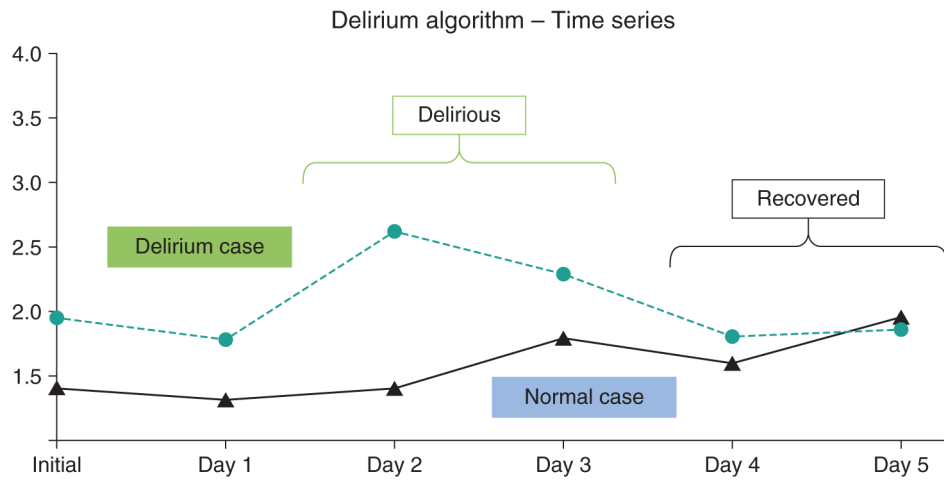 Delirium algorithm – Time series
4.0
3.5
3.0
2.5
2.0
1.5
Delirious
Recovered
Delirium case
Normal case
Initial
Day 1
Day 2
Day 3
Day 4
Day 5